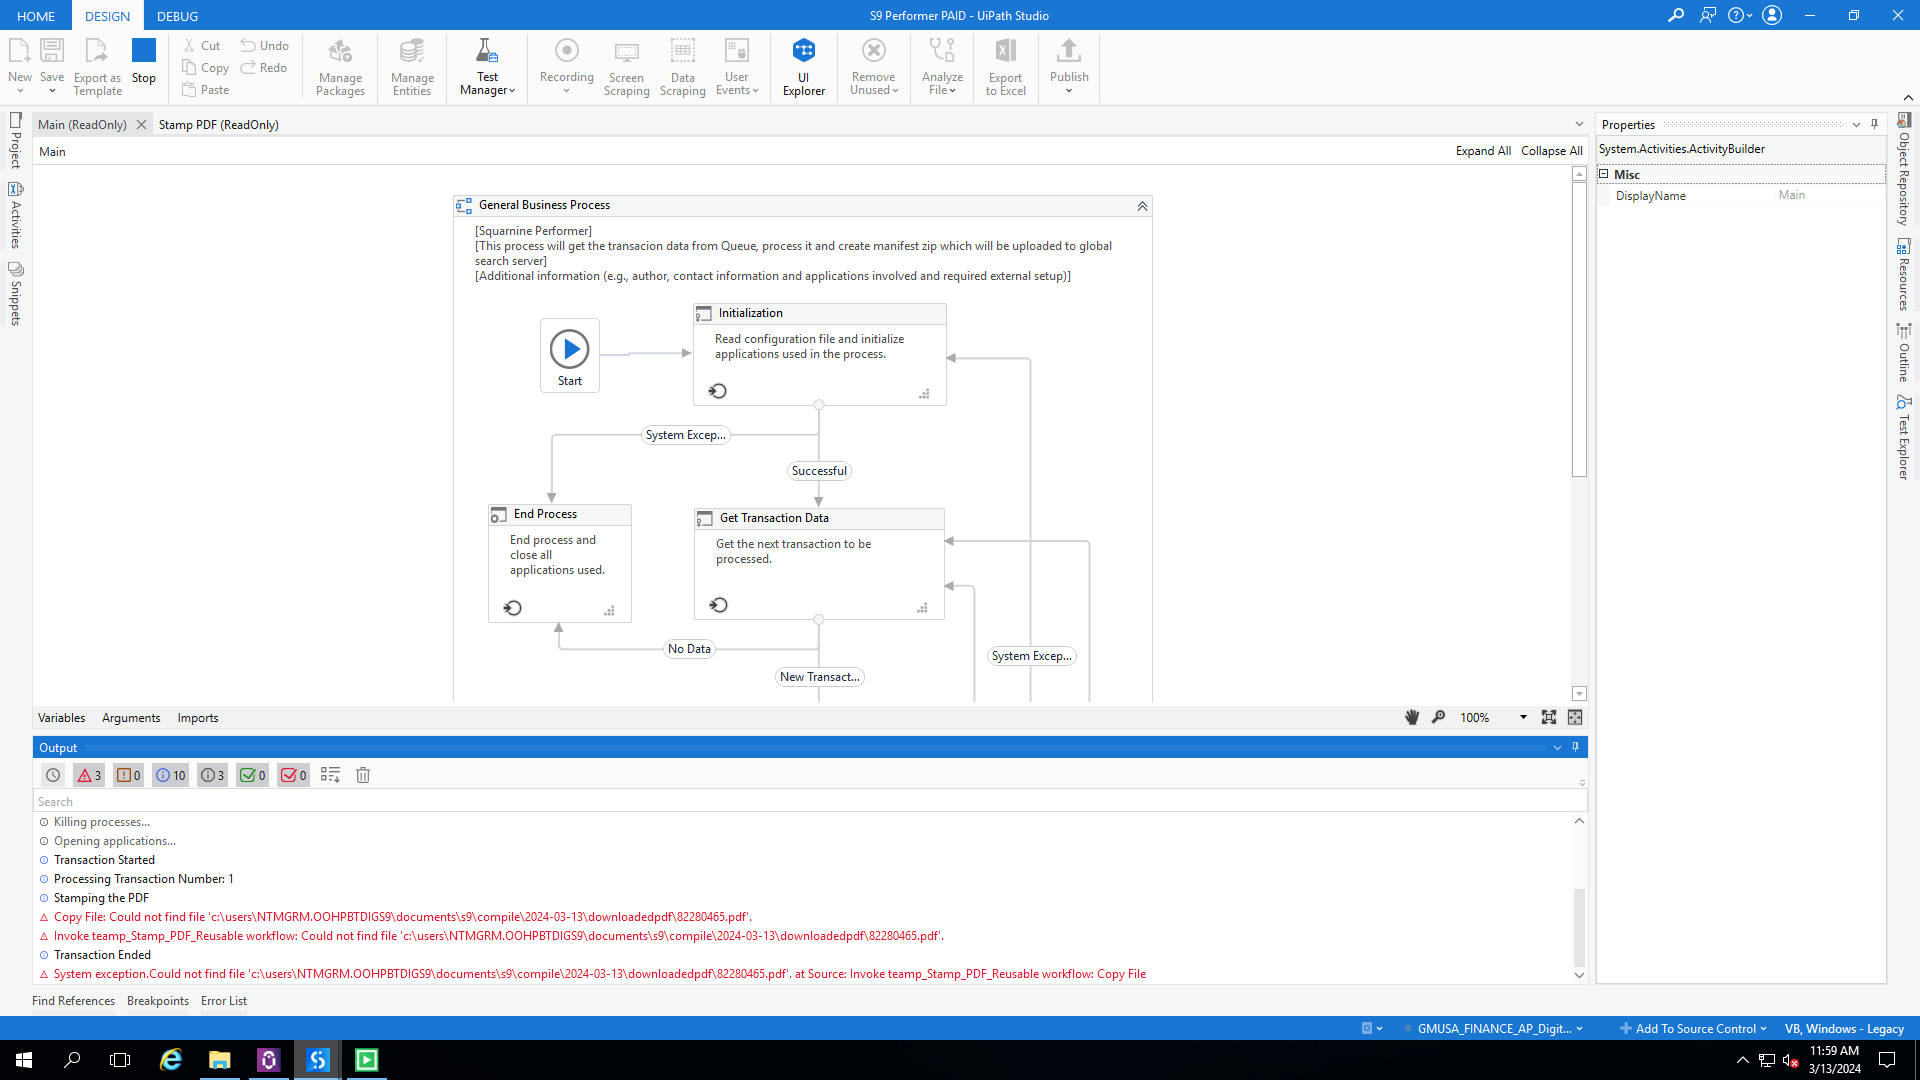 HOME DESIGN DEBUG
S9 Performer PAID - UiPath Studio
New
Save
Export as Template
Stop
Cut
Copy
Paste
Undo
Redo
Manage Packages
Manage Entities
Test Manager
Recording
Screen Scraping
Data Scraping
User Events
UI Explorer
Remove Unused
Analyze File
Export to Excel
Publish
Project
Activities
Snippets
Main (ReadOnly)
Stamp PDF (ReadOnly)
Main
Expand All
Collapse All
General Business Process
[Squarnine Performer]
[This process will get the transacion data from Queue, process it and create manifest zip which will be uploaded to global
search server]
[Additional information (e.g., author, contact information and applications involved and required external setup)]
Start
Initialization
Read configuration file and initialize
applications used in the process.
System Excep...
Successful
End Process
End process and
close all
applications used.
Get Transaction Data
Get the next transaction to be
processed.
No Data
New Transact...
System Excep...
Variables
Arguments
Imports
100%
Output
3
0
10
3
0
0
Search
Killing processes...
Opening applications...
Transaction Started
Processing Transaction Number: 1
Stamping the PDF
Copy File: Could not find file 'c:\users\NTMGRM.OOHPBTDIGS9\documents\s9\compile\2024-03-13\downloadedpdf\82280465.pdf'.
Invoke teamp_Stamp_PDF_Reusable workflow: Could not find file 'c:\users\NTMGRM.OOHPBTDIGS9\documents\s9\compile\2024-03-13\downloadedpdf\82280465.pdf'.
Transaction Ended
System exception.Could not find file 'c:\users\NTMGRM.OOHPBTDIGS9\documents\s9\compile\2024-03-13\downloadedpdf\82280465.pdf'. at Source: Invoke teamp_Stamp_PDF_Reusable workflow: Copy File
Find References
Breakpoints
Error List
Properties
System.Activities.ActivityBuilder
Misc
DisplayName
Main
Object Repository
Resources
Outline
Test Explorer
GMUSA_FINANCE_AP_Digit...
Add To Source Control
VB, Windows - Legacy
11:59 AM
3/13/2024